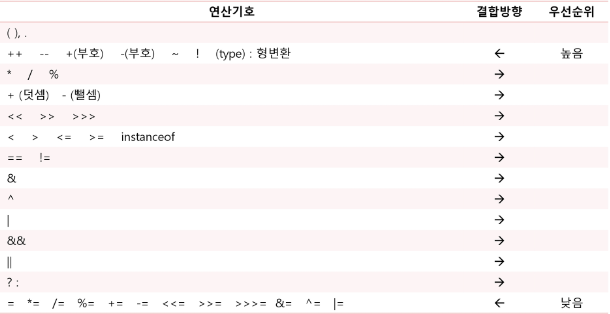 연산기호 결합방향 우선순위
( ), .
++ -- +(부호) -(부호) ~ ! (type) : 형변환 ← 높음
* / % →
+ (덧셈) - (뺄셈) →
<< >> >>> →
< > <= >= instanceof →
== != →
& →
^ →
| →
&& →
|| →
? : →
= *= /= %= += -= <<= >>= >>>= &= ^= |= ← 낮음